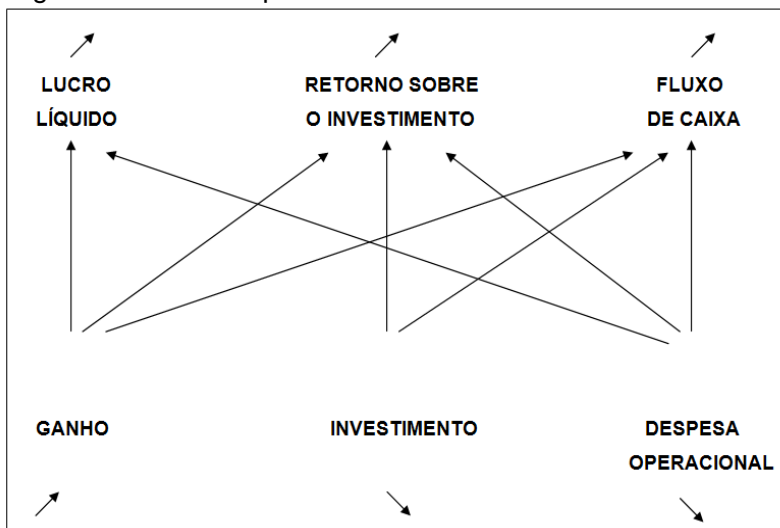 LUCRO
LÍQUIDO
RETORNO SOBRE
O INVESTIMENTO
FLUXO
DE CAIXA
GANHO
INVESTIMENTO
DESPESA
OPERACIONAL